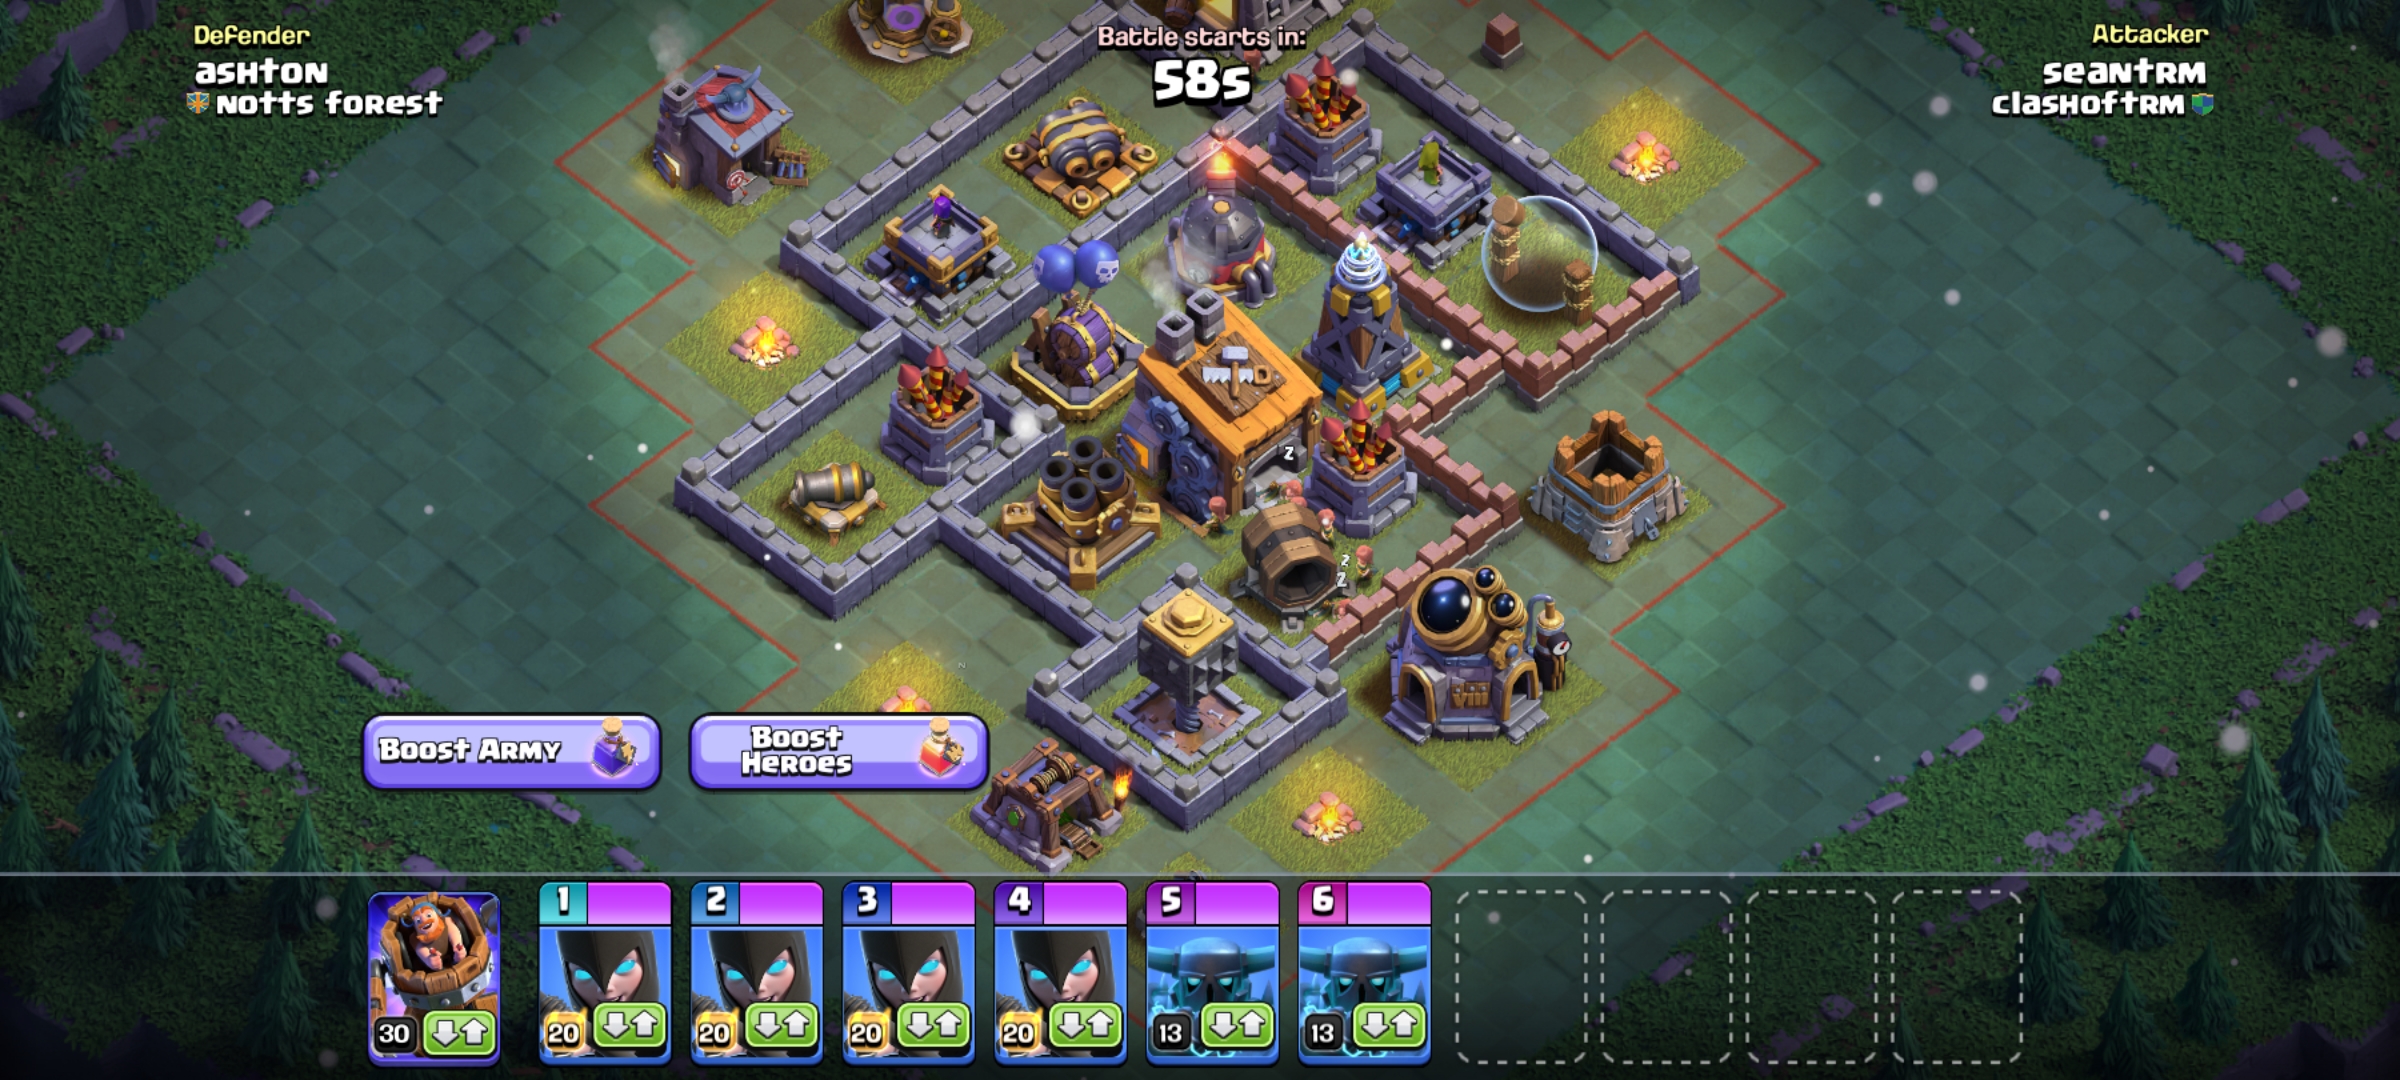 Defender
ashton
notts forest
Battle starts in:
58s
Attacker
seantRM
clashoftRM
z
z
z
VIII
Boost Army
Boost
Heroes
1
2
3
4
5
6
30
20
20
20
20
13
13